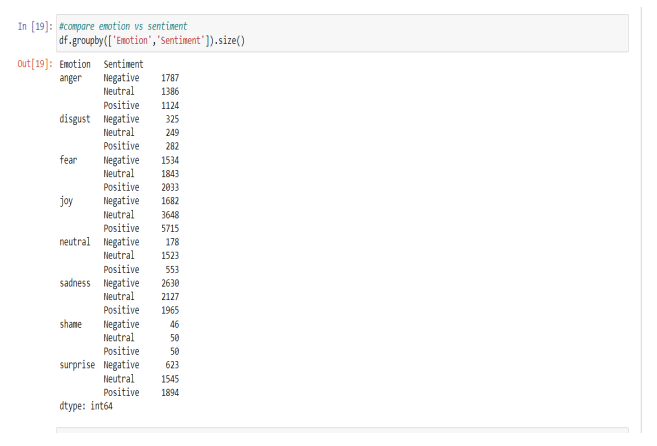 In [19]: #compare emotion vs sentiment
df.groupby(['Emotion','Sentiment']).size()
Out[19]: Emotion Sentiment
anger Negative 1787
Neutral 1386
Positive 1124
disgust Negative 325
Neutral 249
Positive 282
fear Negative 1534
Neutral 1843
Positive 2033
joy Negative 1682
Neutral 3648
Positive 5715
neutral Negative 178
Neutral 1523
Positive 553
sadness Negative 2630
Neutral 2127
Positive 1965
shame Negative 46
Neutral 50
Positive 50
surprise Negative 623
Neutral 1545
Positive 1894
dtype: int64